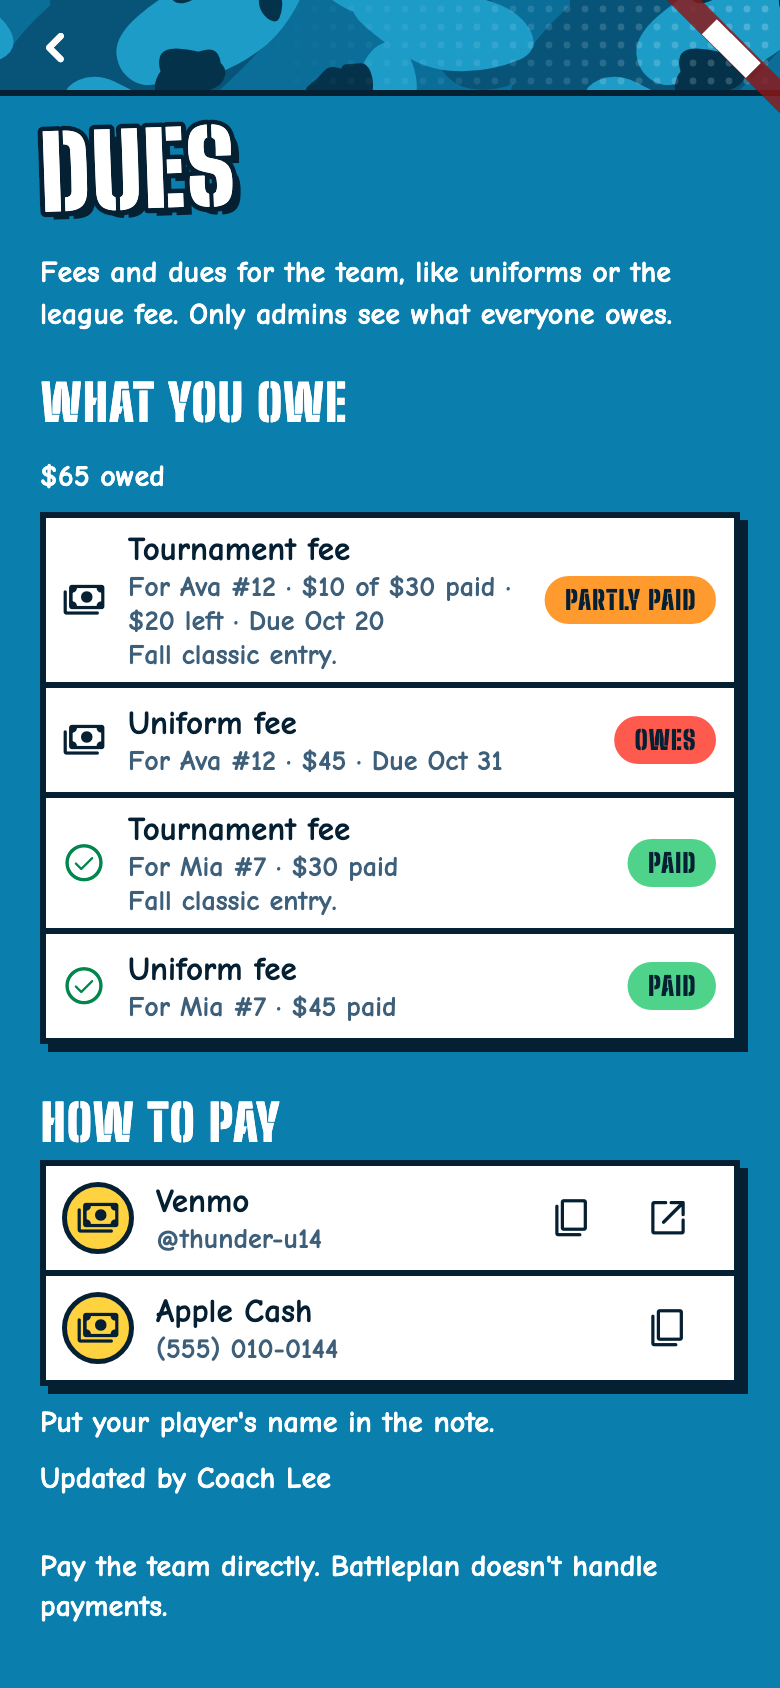 DUES
Fees and dues for the team, like uniforms or the
league fee. Only admins see what everyone owes.
WHAT YOU OWE
$65 owed
Tournament fee
For Ava #12 · $10 of $30 paid ·
$20 left · Due Oct 20
Fall classic entry.
PARTLY PAID
Uniform fee
For Ava #12 · $45 · Due Oct 31
OWES
Tournament fee
For Mia #7 · $30 paid
Fall classic entry.
PAID
Uniform fee
For Mia #7 · $45 paid
PAID
HOW TO PAY
Venmo
@thunder-u14
Apple Cash
(555) 010-0144
Put your player's name in the note.
Updated by Coach Lee
Pay the team directly. Battleplan doesn't handle
payments.